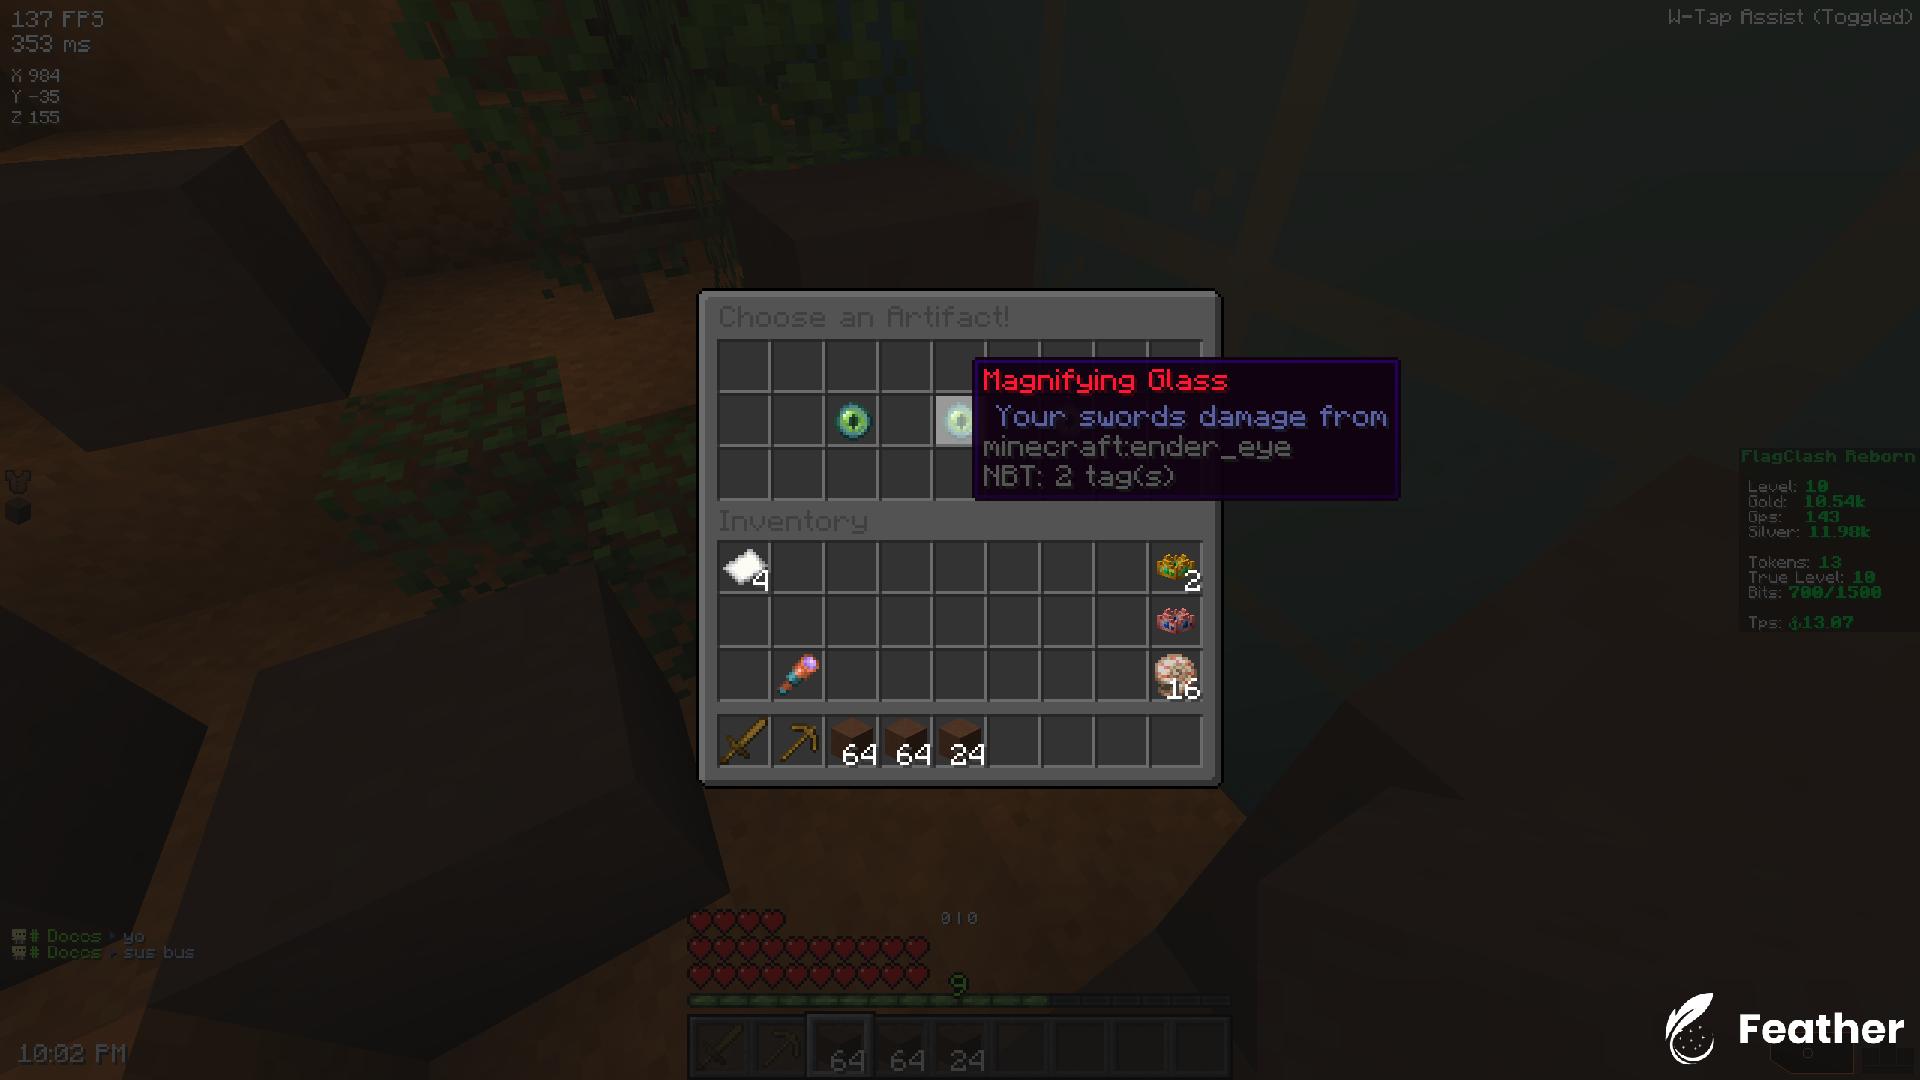 137 FPS
353 ms
X 984
Y -35
Z 155
W-Tap Assist (Toggled)
Choose an Artifact!
Magnifying Glass
Your swords damage from
minecraft:ender_eye
NBT: 2 tag(s)
Inventory
4
2
16
64
64
24
FlagClash Reborn
Level: 10
Gold: 10.54k
Gps: 143
Silver: 11.98k
Tokens: 13
True Level: 10
Bits: 700/1500
Tps: 13.07
# Docos yo
# Docos sus bus
0 | 0
9
64
64
24
10:02 PM
Feather